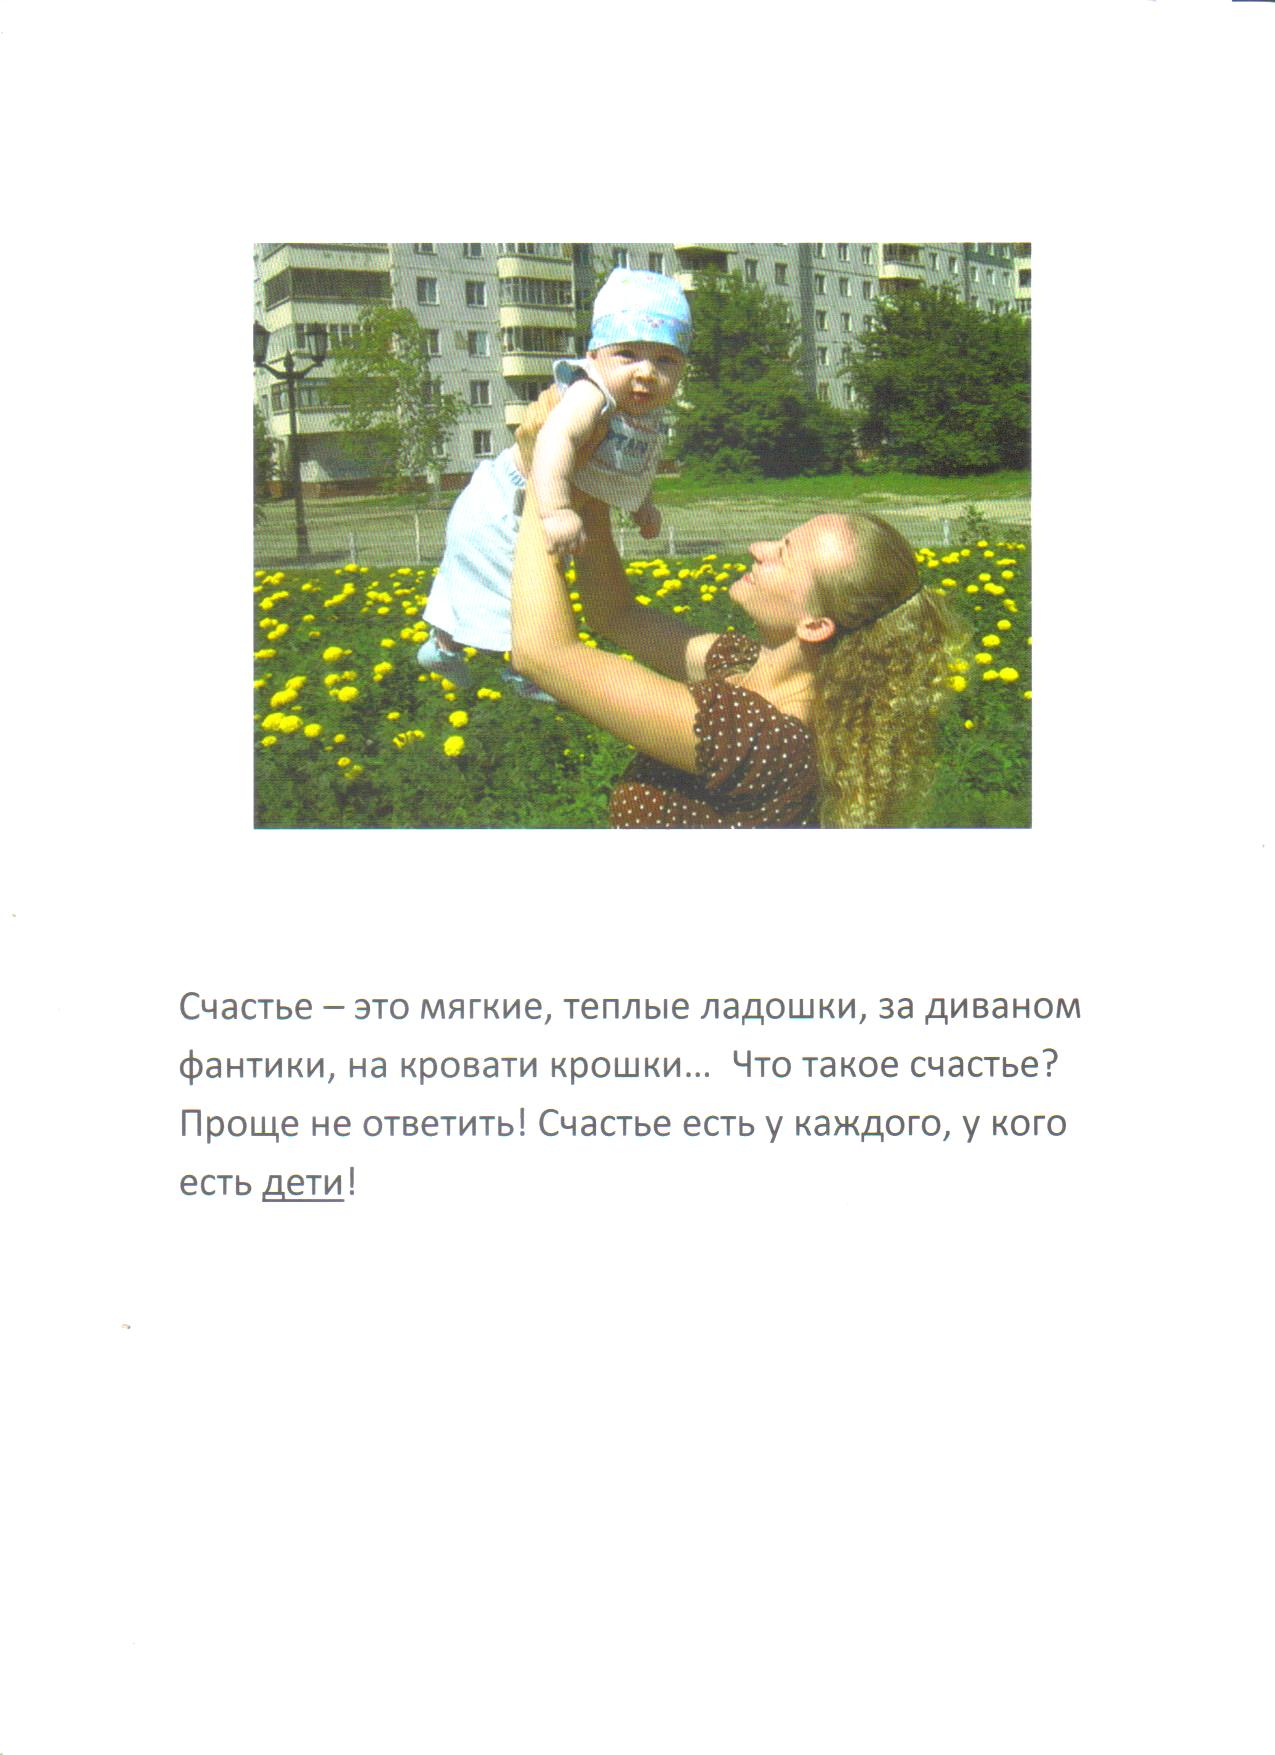 Счастье – это мягкие, теплые ладошки, за диваном
фантики, на кровати крошки...  Что такое счастье?
Проще не ответить! Счастье есть у каждого, у кого
есть дети!